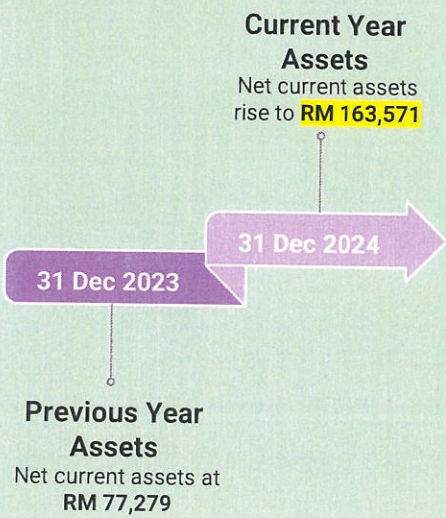 Current Year
Assets
Net current assets
rise to RM 163,571
31 Dec 2024
31 Dec 2023
Previous Year
Assets
Net current assets at
RM 77,279